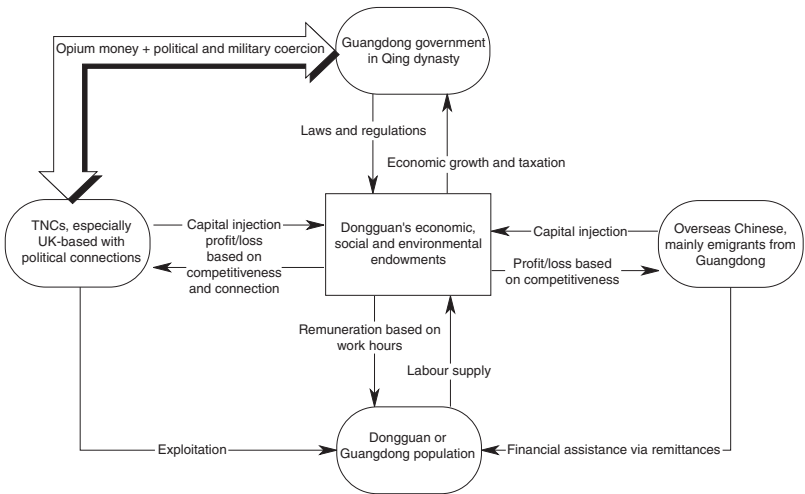 Opium money + political and military coercion
Guangdong government
in Qing dynasty
Laws and regulations
Economic growth and taxation
TNCs, especially
UK-based with
political connections
Capital injection
profit/loss
based on
competitiveness
and connection
Dongguan's economic,
social and environmental
endowments
Capital injection
Profit/loss based
on competitiveness
Overseas Chinese,
mainly emigrants from
Guangdong
Remuneration based on
work hours
Labour supply
Exploitation
Dongguan or
Guangdong population
Financial assistance via remittances